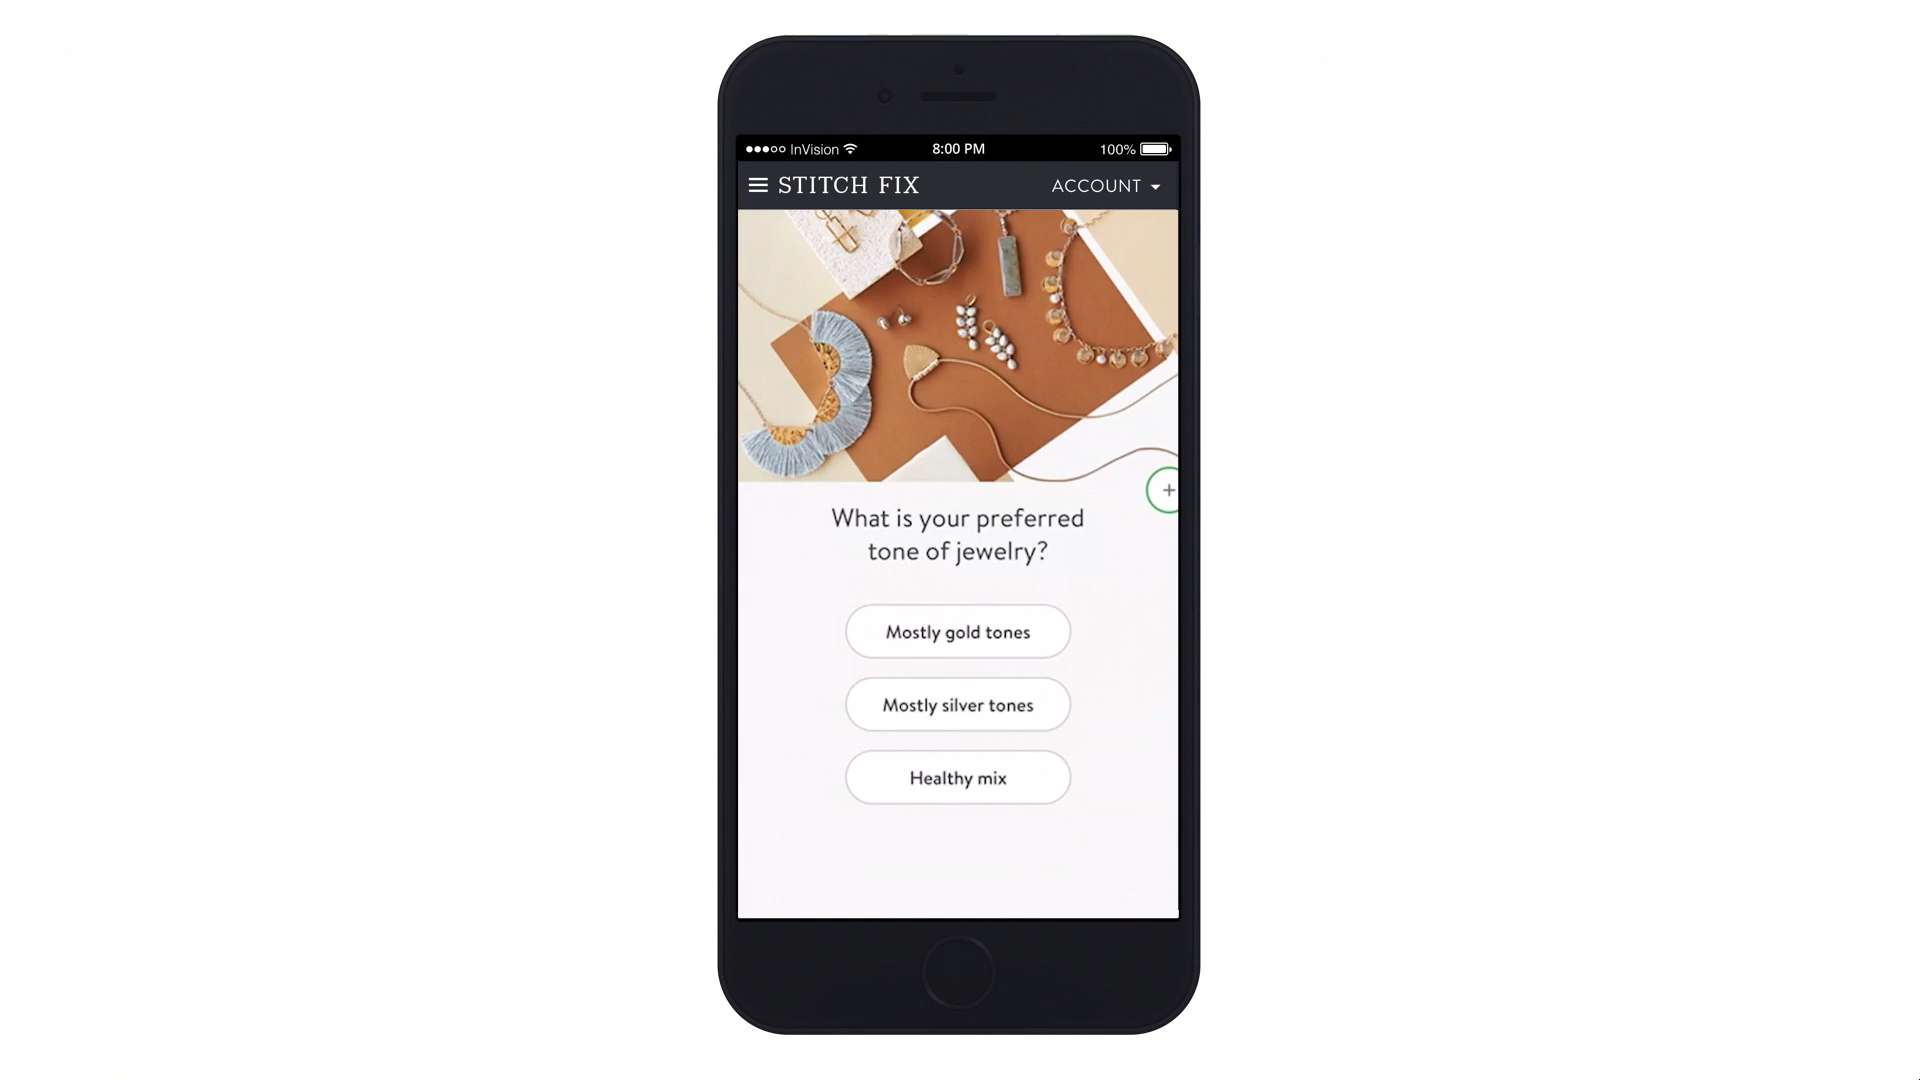 InVision 8:00 PM 100%
STITCH FIX ACCOUNT
+
What is your preferred
tone of jewelry?
Mostly gold tones
Mostly silver tones
Healthy mix